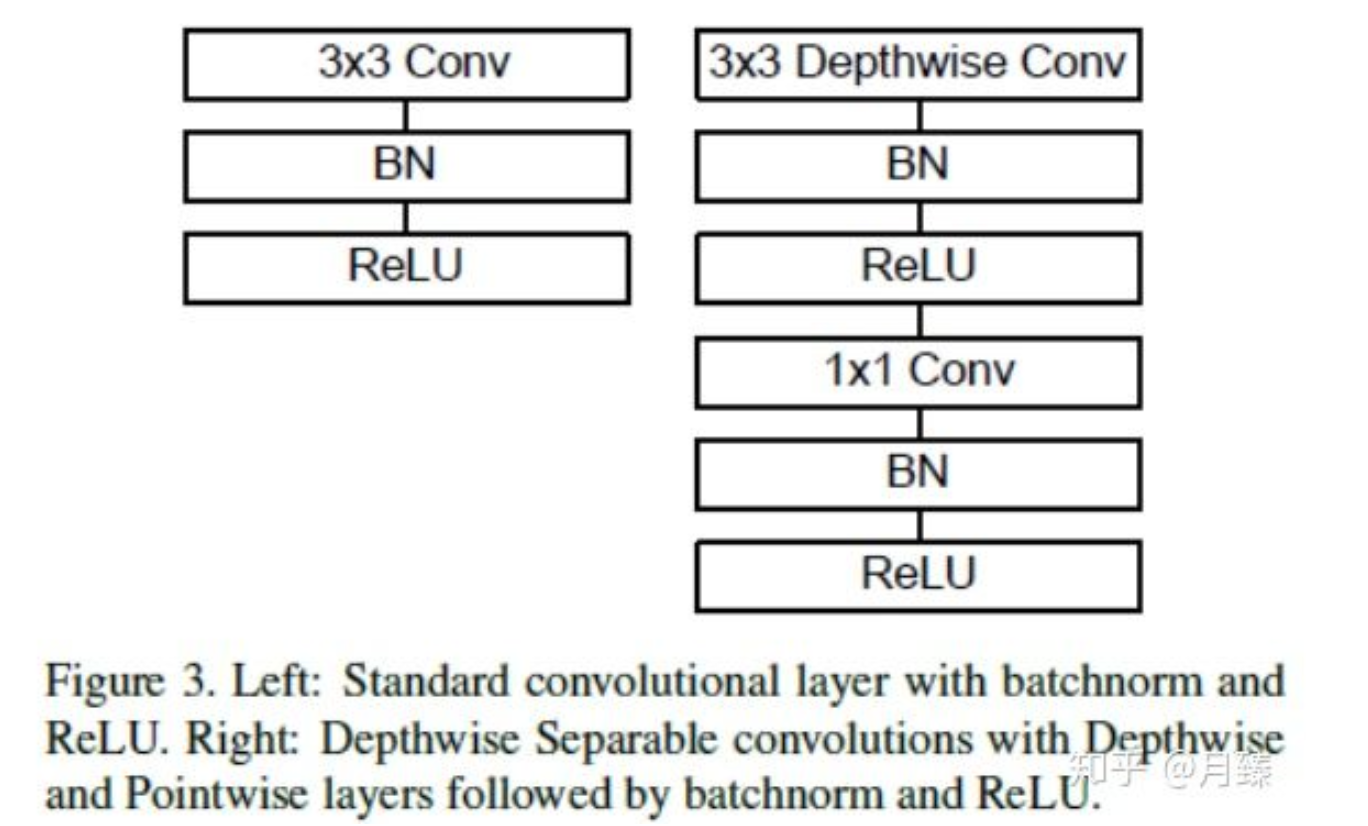 3x3 Conv
BN
ReLU
3x3 Depthwise Conv
BN
ReLU
1x1 Conv
BN
ReLU
Figure 3. Left: Standard convolutional layer with batchnorm and
ReLU. Right: Depthwise Separable convolutions with Depthwise
and Pointwise layers followed by batchnorm and ReLU.
知乎 @月臻